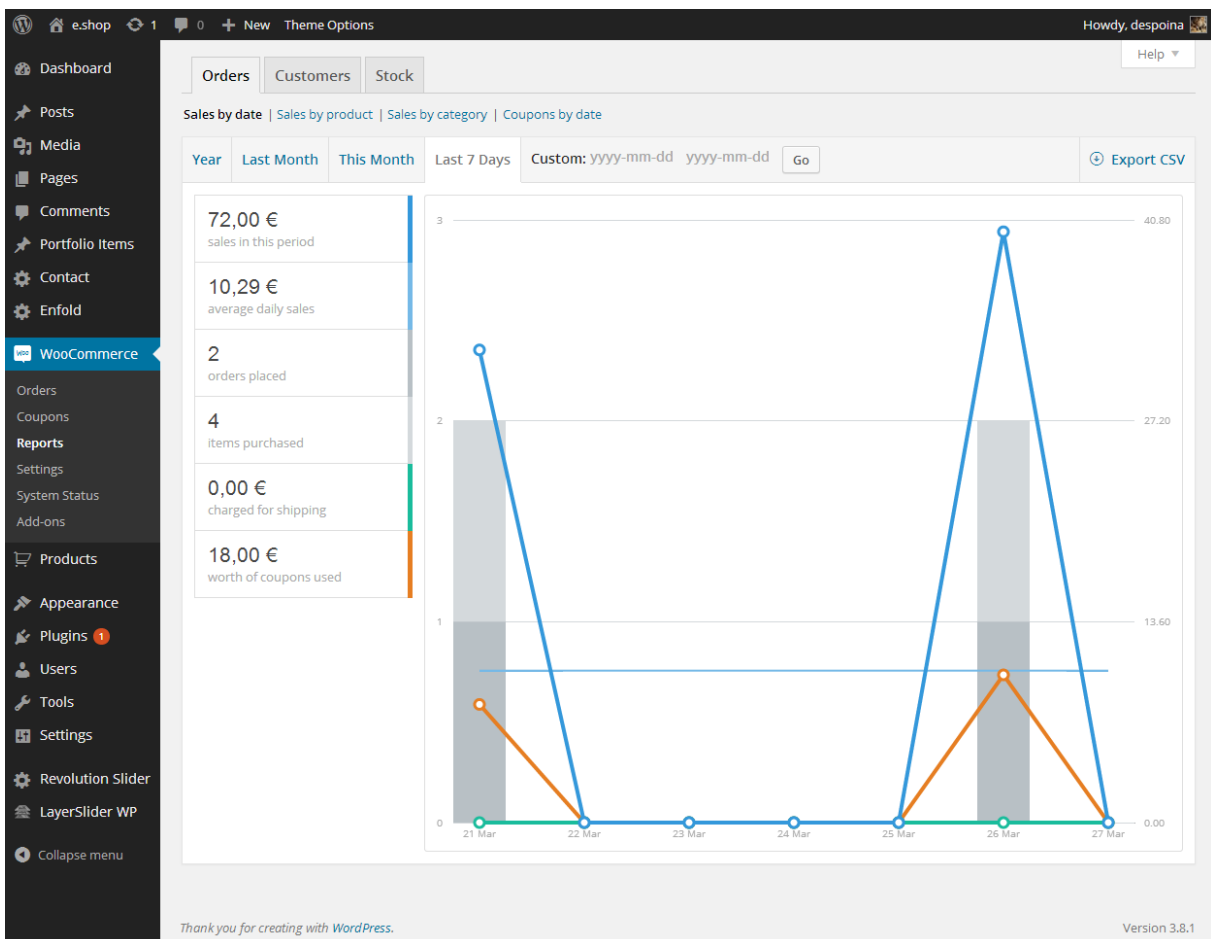 e.shop 1 0 New Theme Options Howdy, despoina
Help
Dashboard
Posts
Media
Pages
Comments
Portfolio Items
Contact
Enfold
WooCommerce
Orders
Coupons
Reports
Settings
System Status
Add-ons
Products
Appearance
Plugins 1
Users
Tools
Settings
Revolution Slider
LayerSlider WP
Collapse menu
Orders Customers Stock
Sales by date | Sales by product | Sales by category | Coupons by date
Year Last Month This Month Last 7 Days Custom: yyyy-mm-dd yyyy-mm-dd Go Export CSV
72,00 €
sales in this period
10,29 €
average daily sales
2
orders placed
4
items purchased
0,00 €
charged for shipping
18,00 €
worth of coupons used
3 40.80
2 27.20
1 13.60
0 0.00
21 Mar 22 Mar 23 Mar 24 Mar 25 Mar 26 Mar 27 Mar
Thank you for creating with WordPress. Version 3.8.1